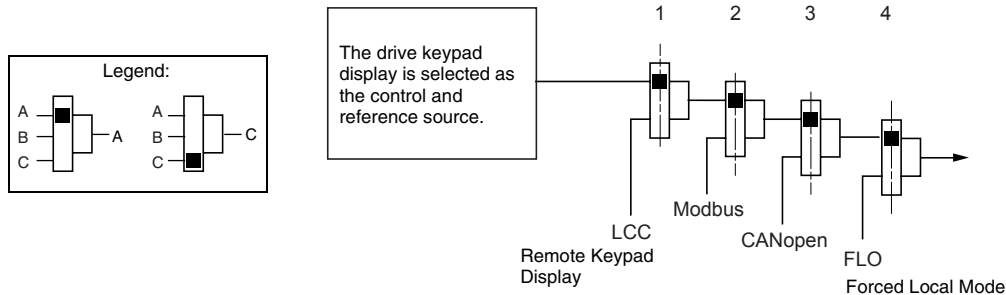 1 2 3 4
The drive keypad
display is selected as
the control and
reference source.
Legend:
A
B
C
A
A
B
C
C
LCC
Remote Keypad
Display
Modbus
CANopen
FLO
Forced Local Mode